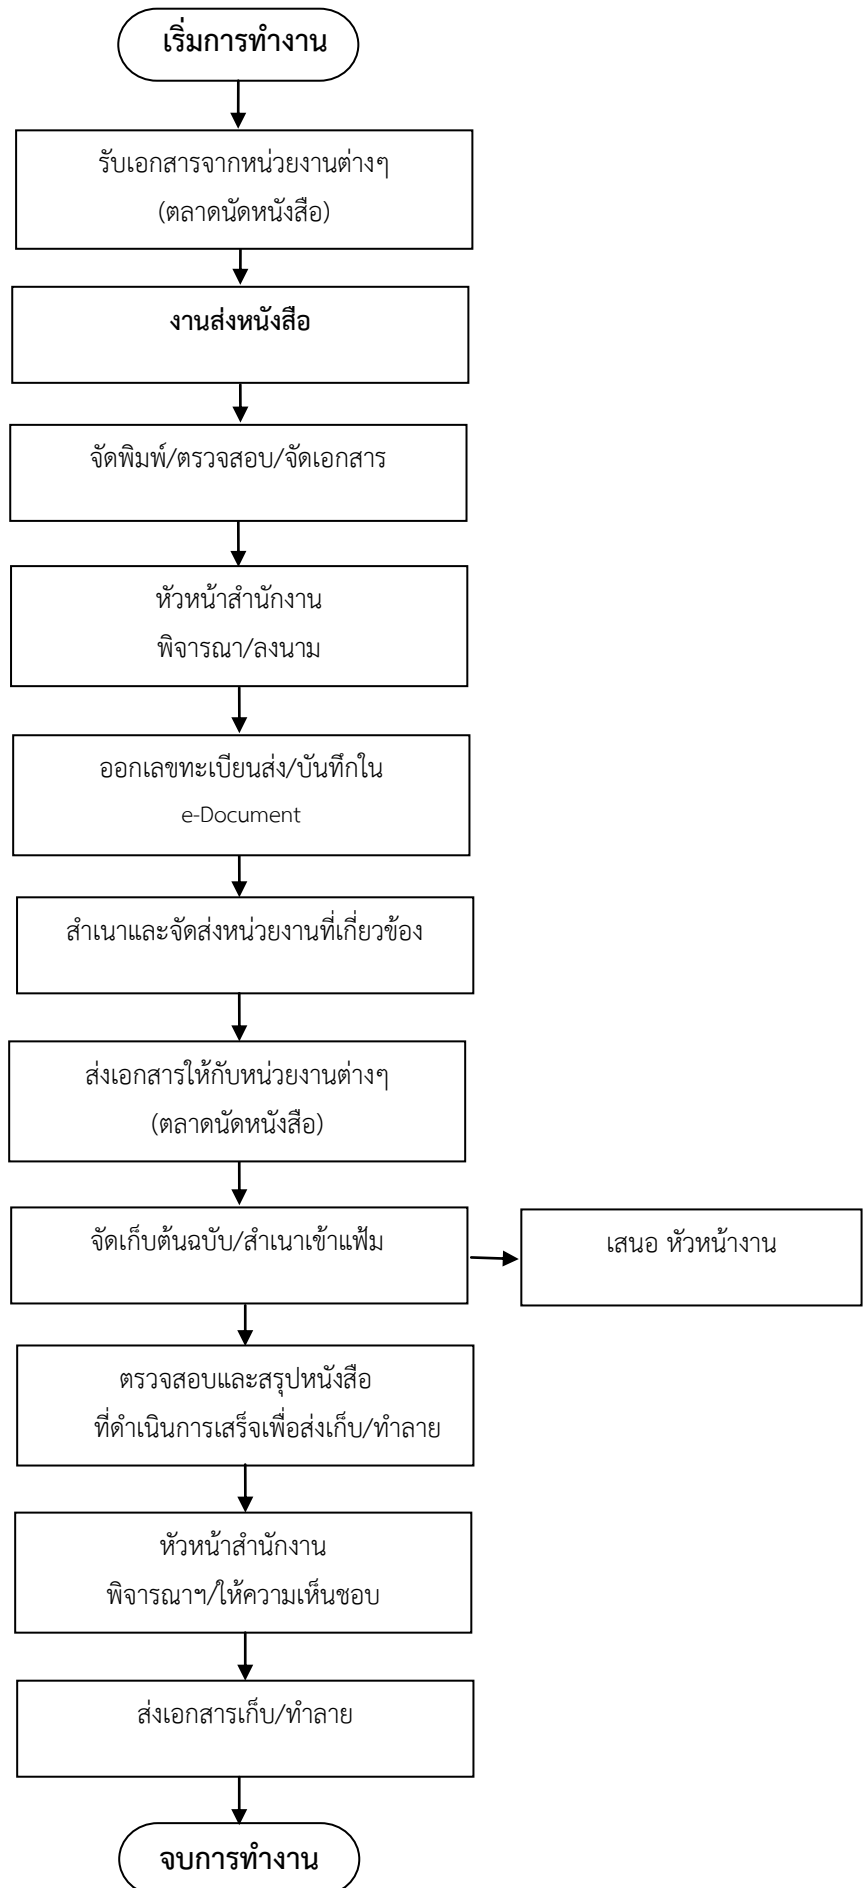 เริ่มการทำงาน
รับเอกสารจากหน่วยงานต่างๆ
(ตลาดนัดหนังสือ)
งานส่งหนังสือ
จัดพิมพ์/ตรวจสอบ/จัดเอกสาร
หัวหน้าสำนักงาน
พิจารณา/ลงนาม
ออกเลขทะเบียนส่ง/บันทึกใน
e-Document
สำเนาและจัดส่งหน่วยงานที่เกี่ยวข้อง
ส่งเอกสารให้กับหน่วยงานต่างๆ
(ตลาดนัดหนังสือ)
จัดเก็บต้นฉบับ/สำเนาเข้าแฟ้ม
เสนอ หัวหน้างาน
ตรวจสอบและสรุปหนังสือ
ที่ดำเนินการเสร็จเพื่อส่งเก็บ/ทำลาย
หัวหน้าสำนักงาน
พิจารณาฯ/ให้ความเห็นชอบ
ส่งเอกสารเก็บ/ทำลาย
จบการทำงาน